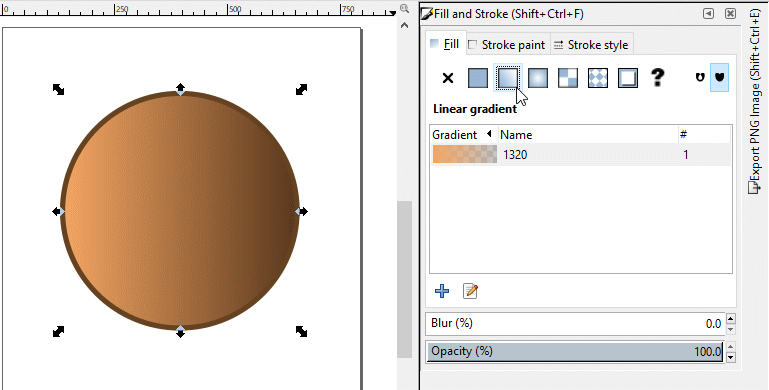 0 250 500 750
Fill and Stroke (Shift+Ctrl+F)
Fill Stroke paint Stroke style
Linear gradient
Gradient Name #
1320 1
Blur (%) 0.0
Opacity (%) 100.0
Export PNG Image (Shift+Ctrl+E)